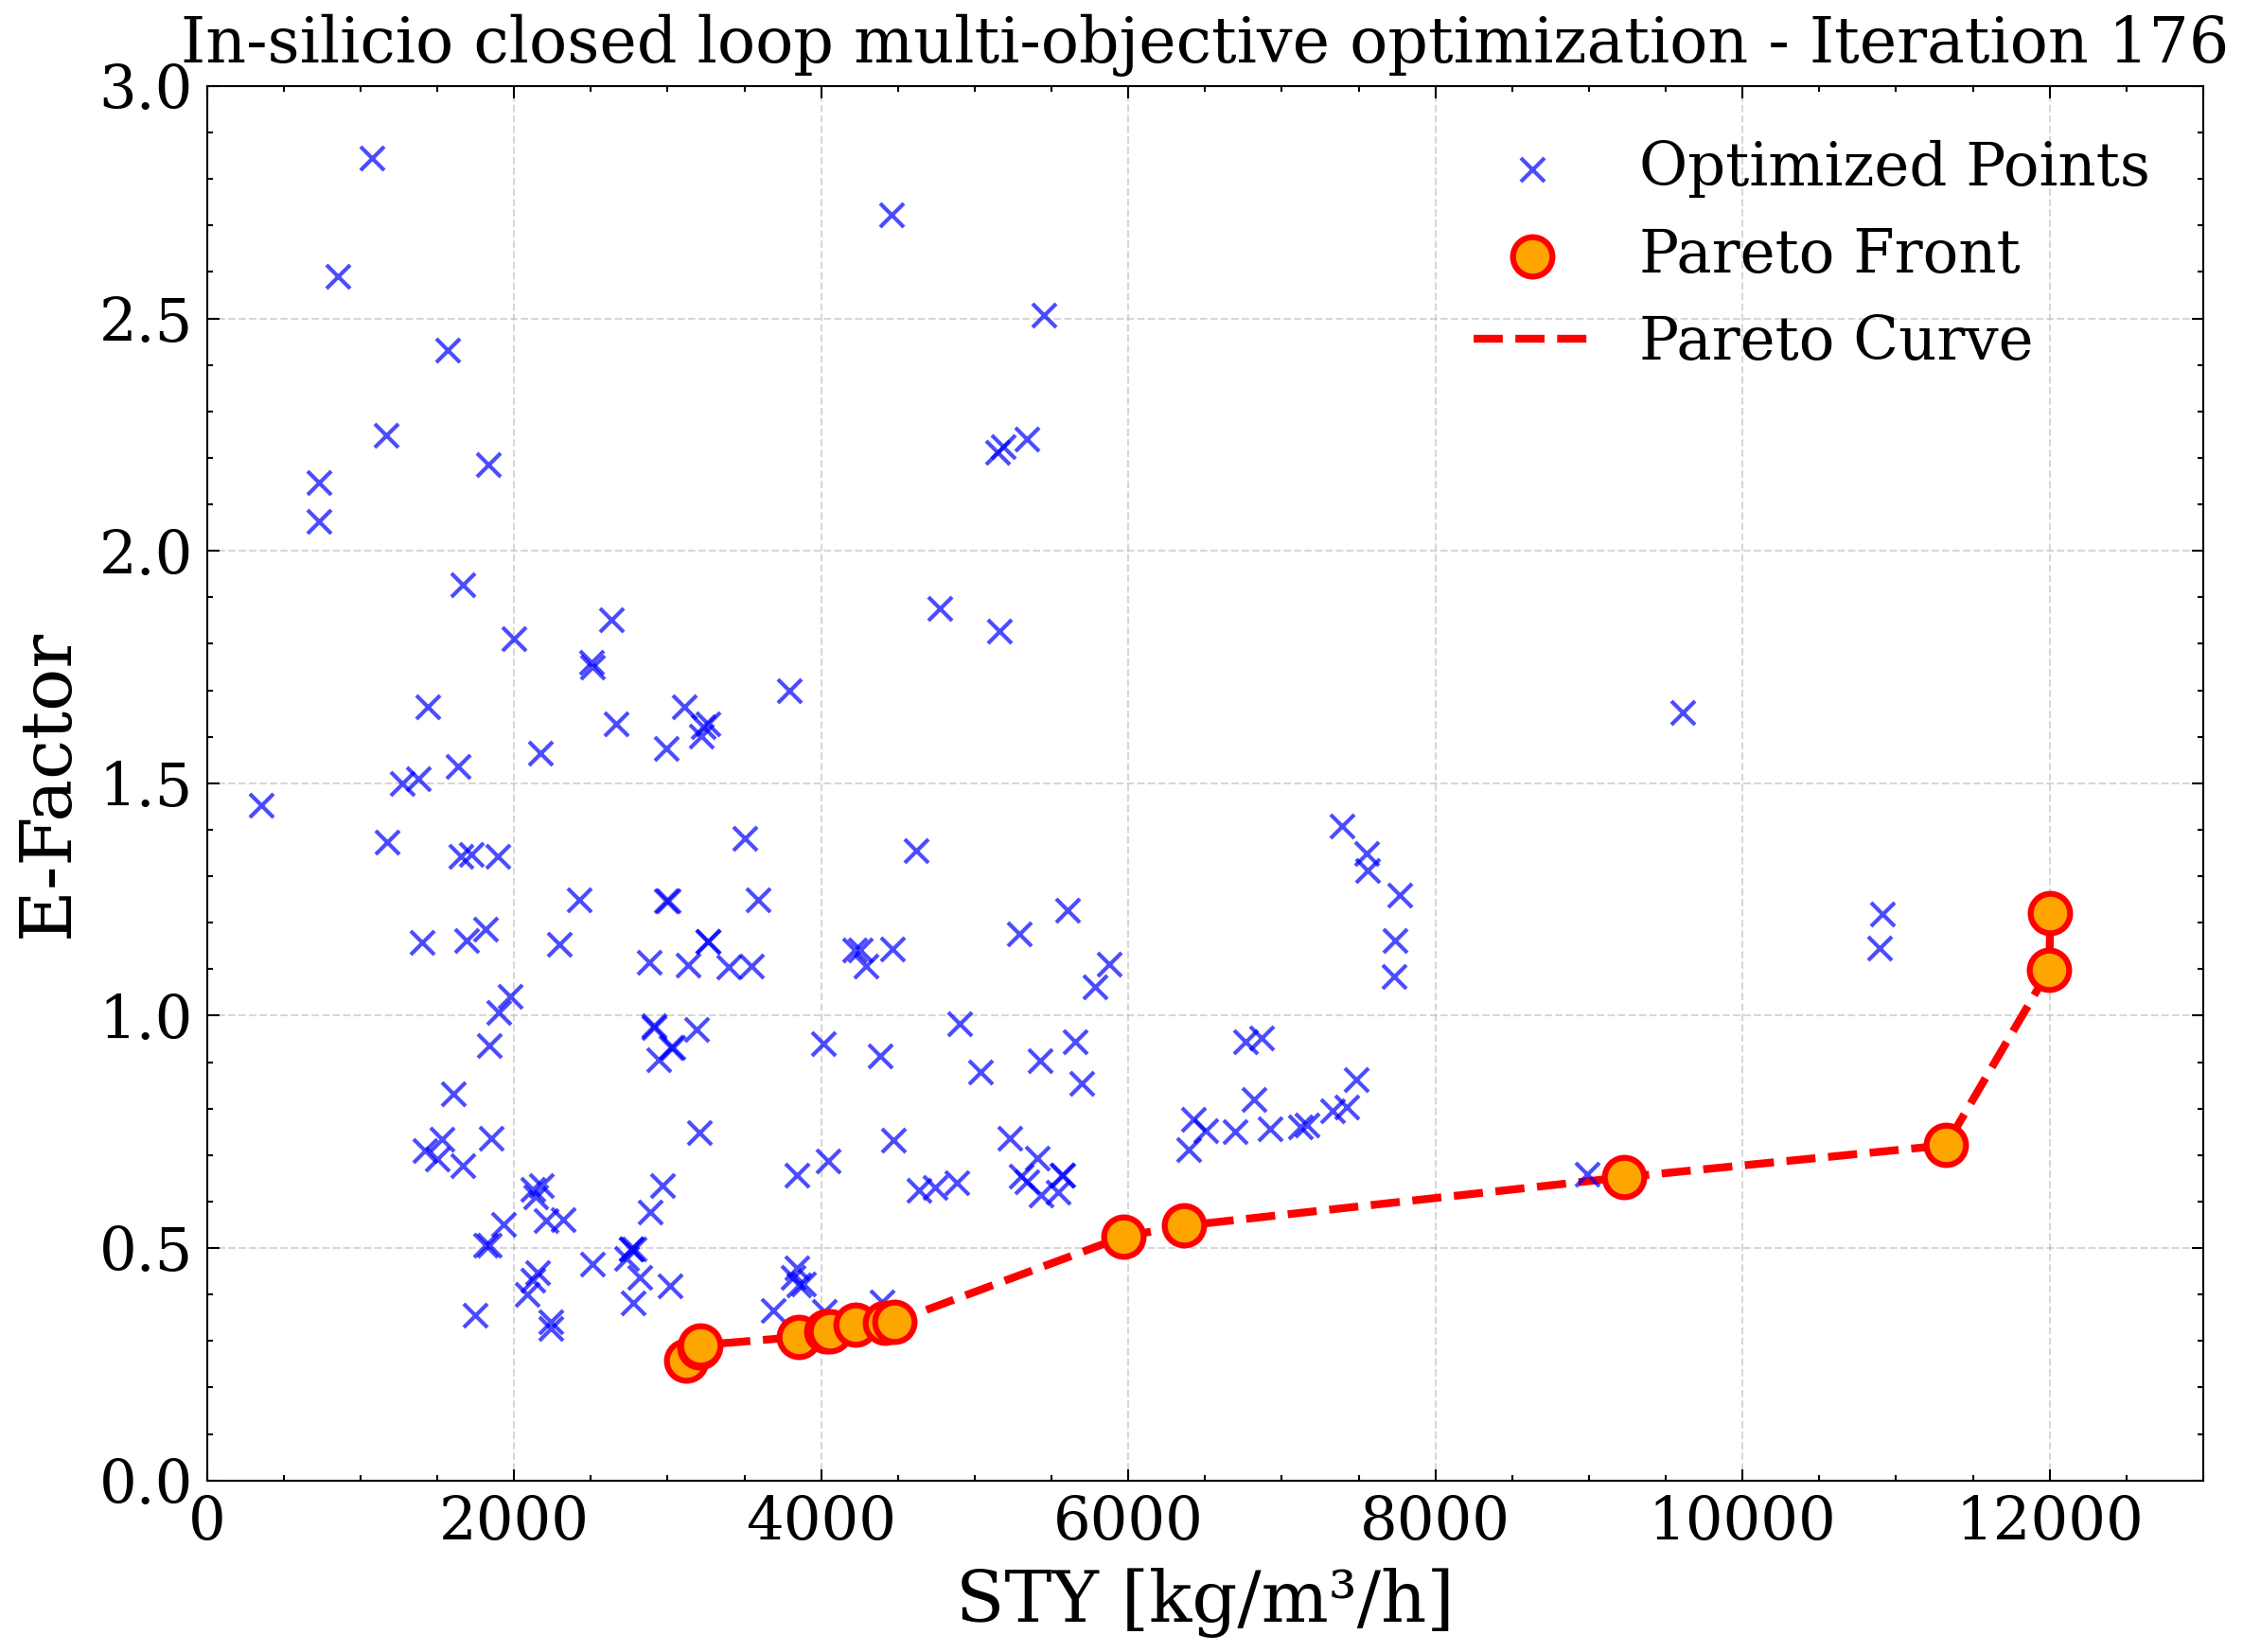 In-silicio closed loop multi-objective optimization - Iteration 176
3.0
2.5
2.0
1.5
1.0
0.5
0.0
E-Factor
Optimized Points
Pareto Front
Pareto Curve
0 2000 4000 6000 8000 10000 12000
STY [kg/m³/h]